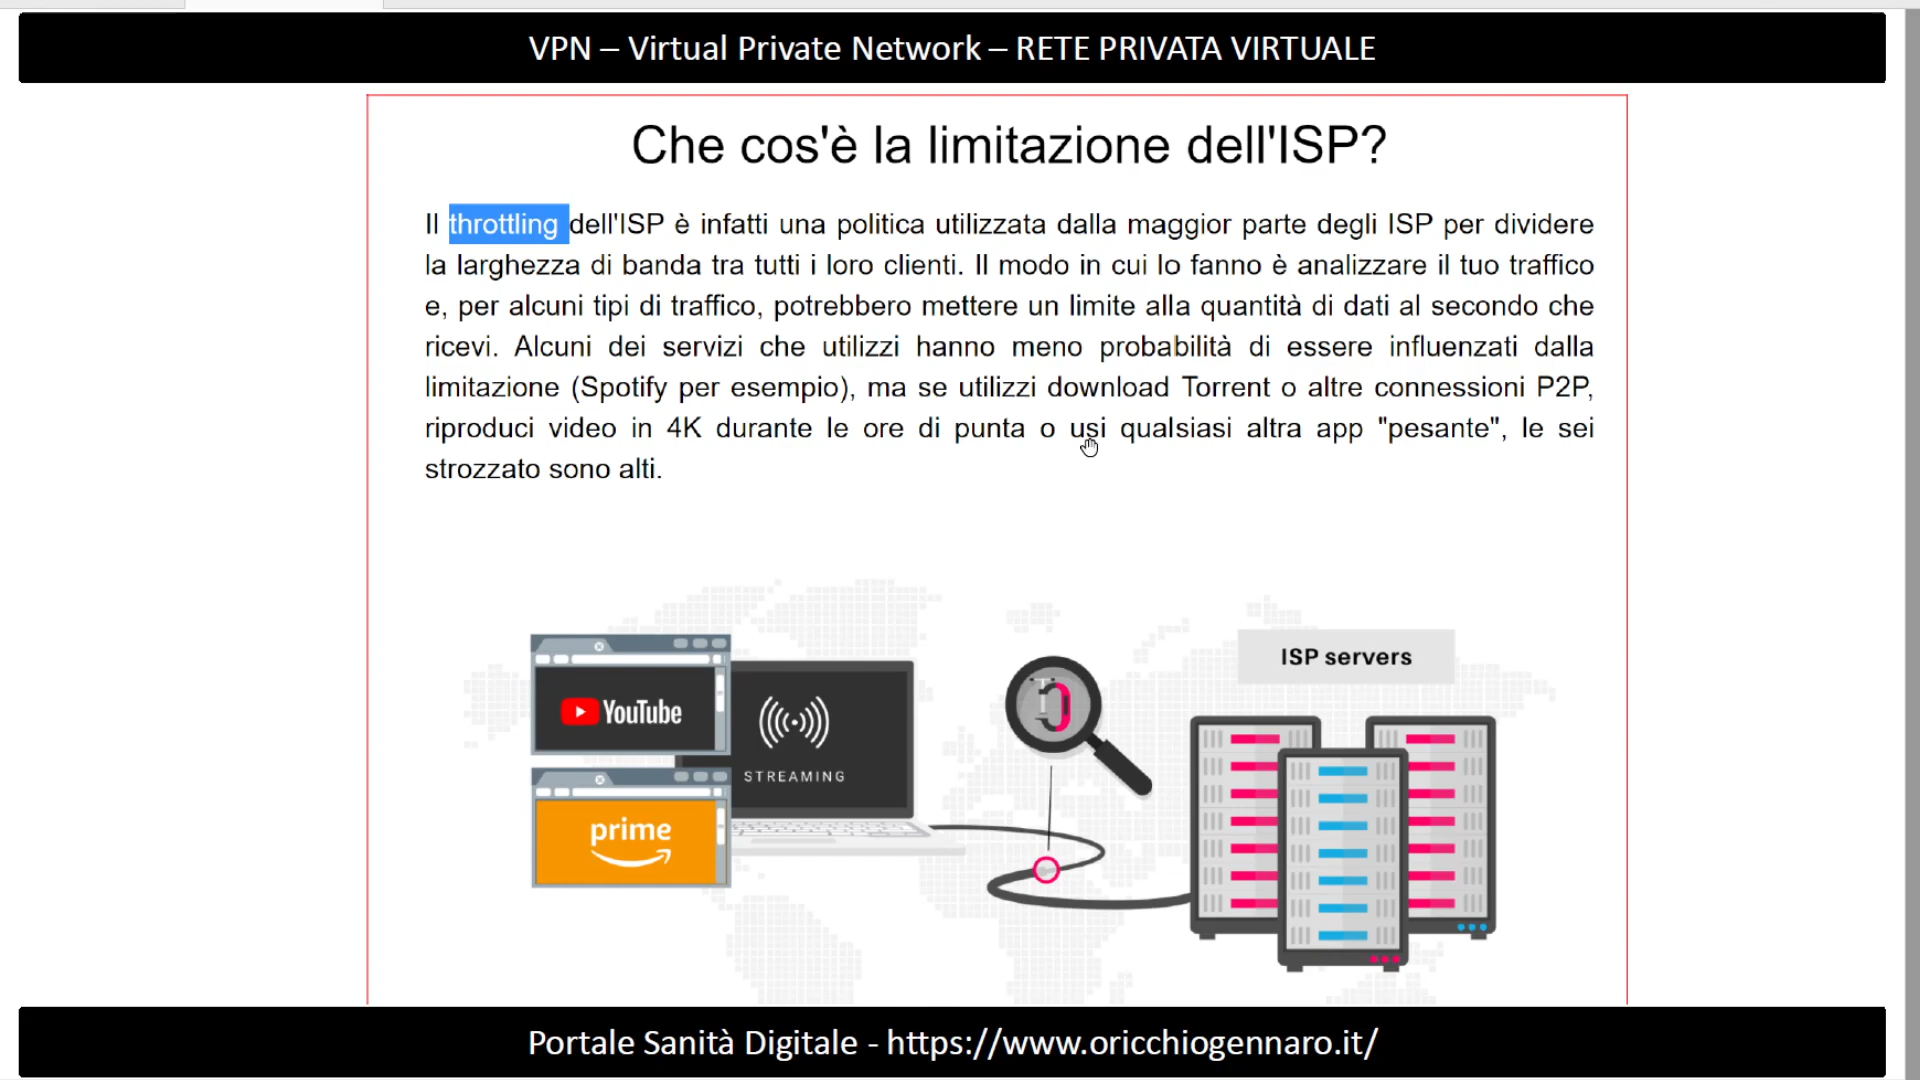 VPN – Virtual Private Network – RETE PRIVATA VIRTUALE
Che cos'è la limitazione dell'ISP?
Il throttling dell'ISP è infatti una politica utilizzata dalla maggior parte degli ISP per dividere
la larghezza di banda tra tutti i loro clienti. Il modo in cui lo fanno è analizzare il tuo traffico
e, per alcuni tipi di traffico, potrebbero mettere un limite alla quantità di dati al secondo che
ricevi. Alcuni dei servizi che utilizzi hanno meno probabilità di essere influenzati dalla
limitazione (Spotify per esempio), ma se utilizzi download Torrent o altre connessioni P2P,
riproduci video in 4K durante le ore di punta o usi qualsiasi altra app "pesante", le sei
strozzato sono alti.
ISP servers
YouTube
STREAMING
prime
Portale Sanità Digitale - https://www.oricchiogennaro.it/